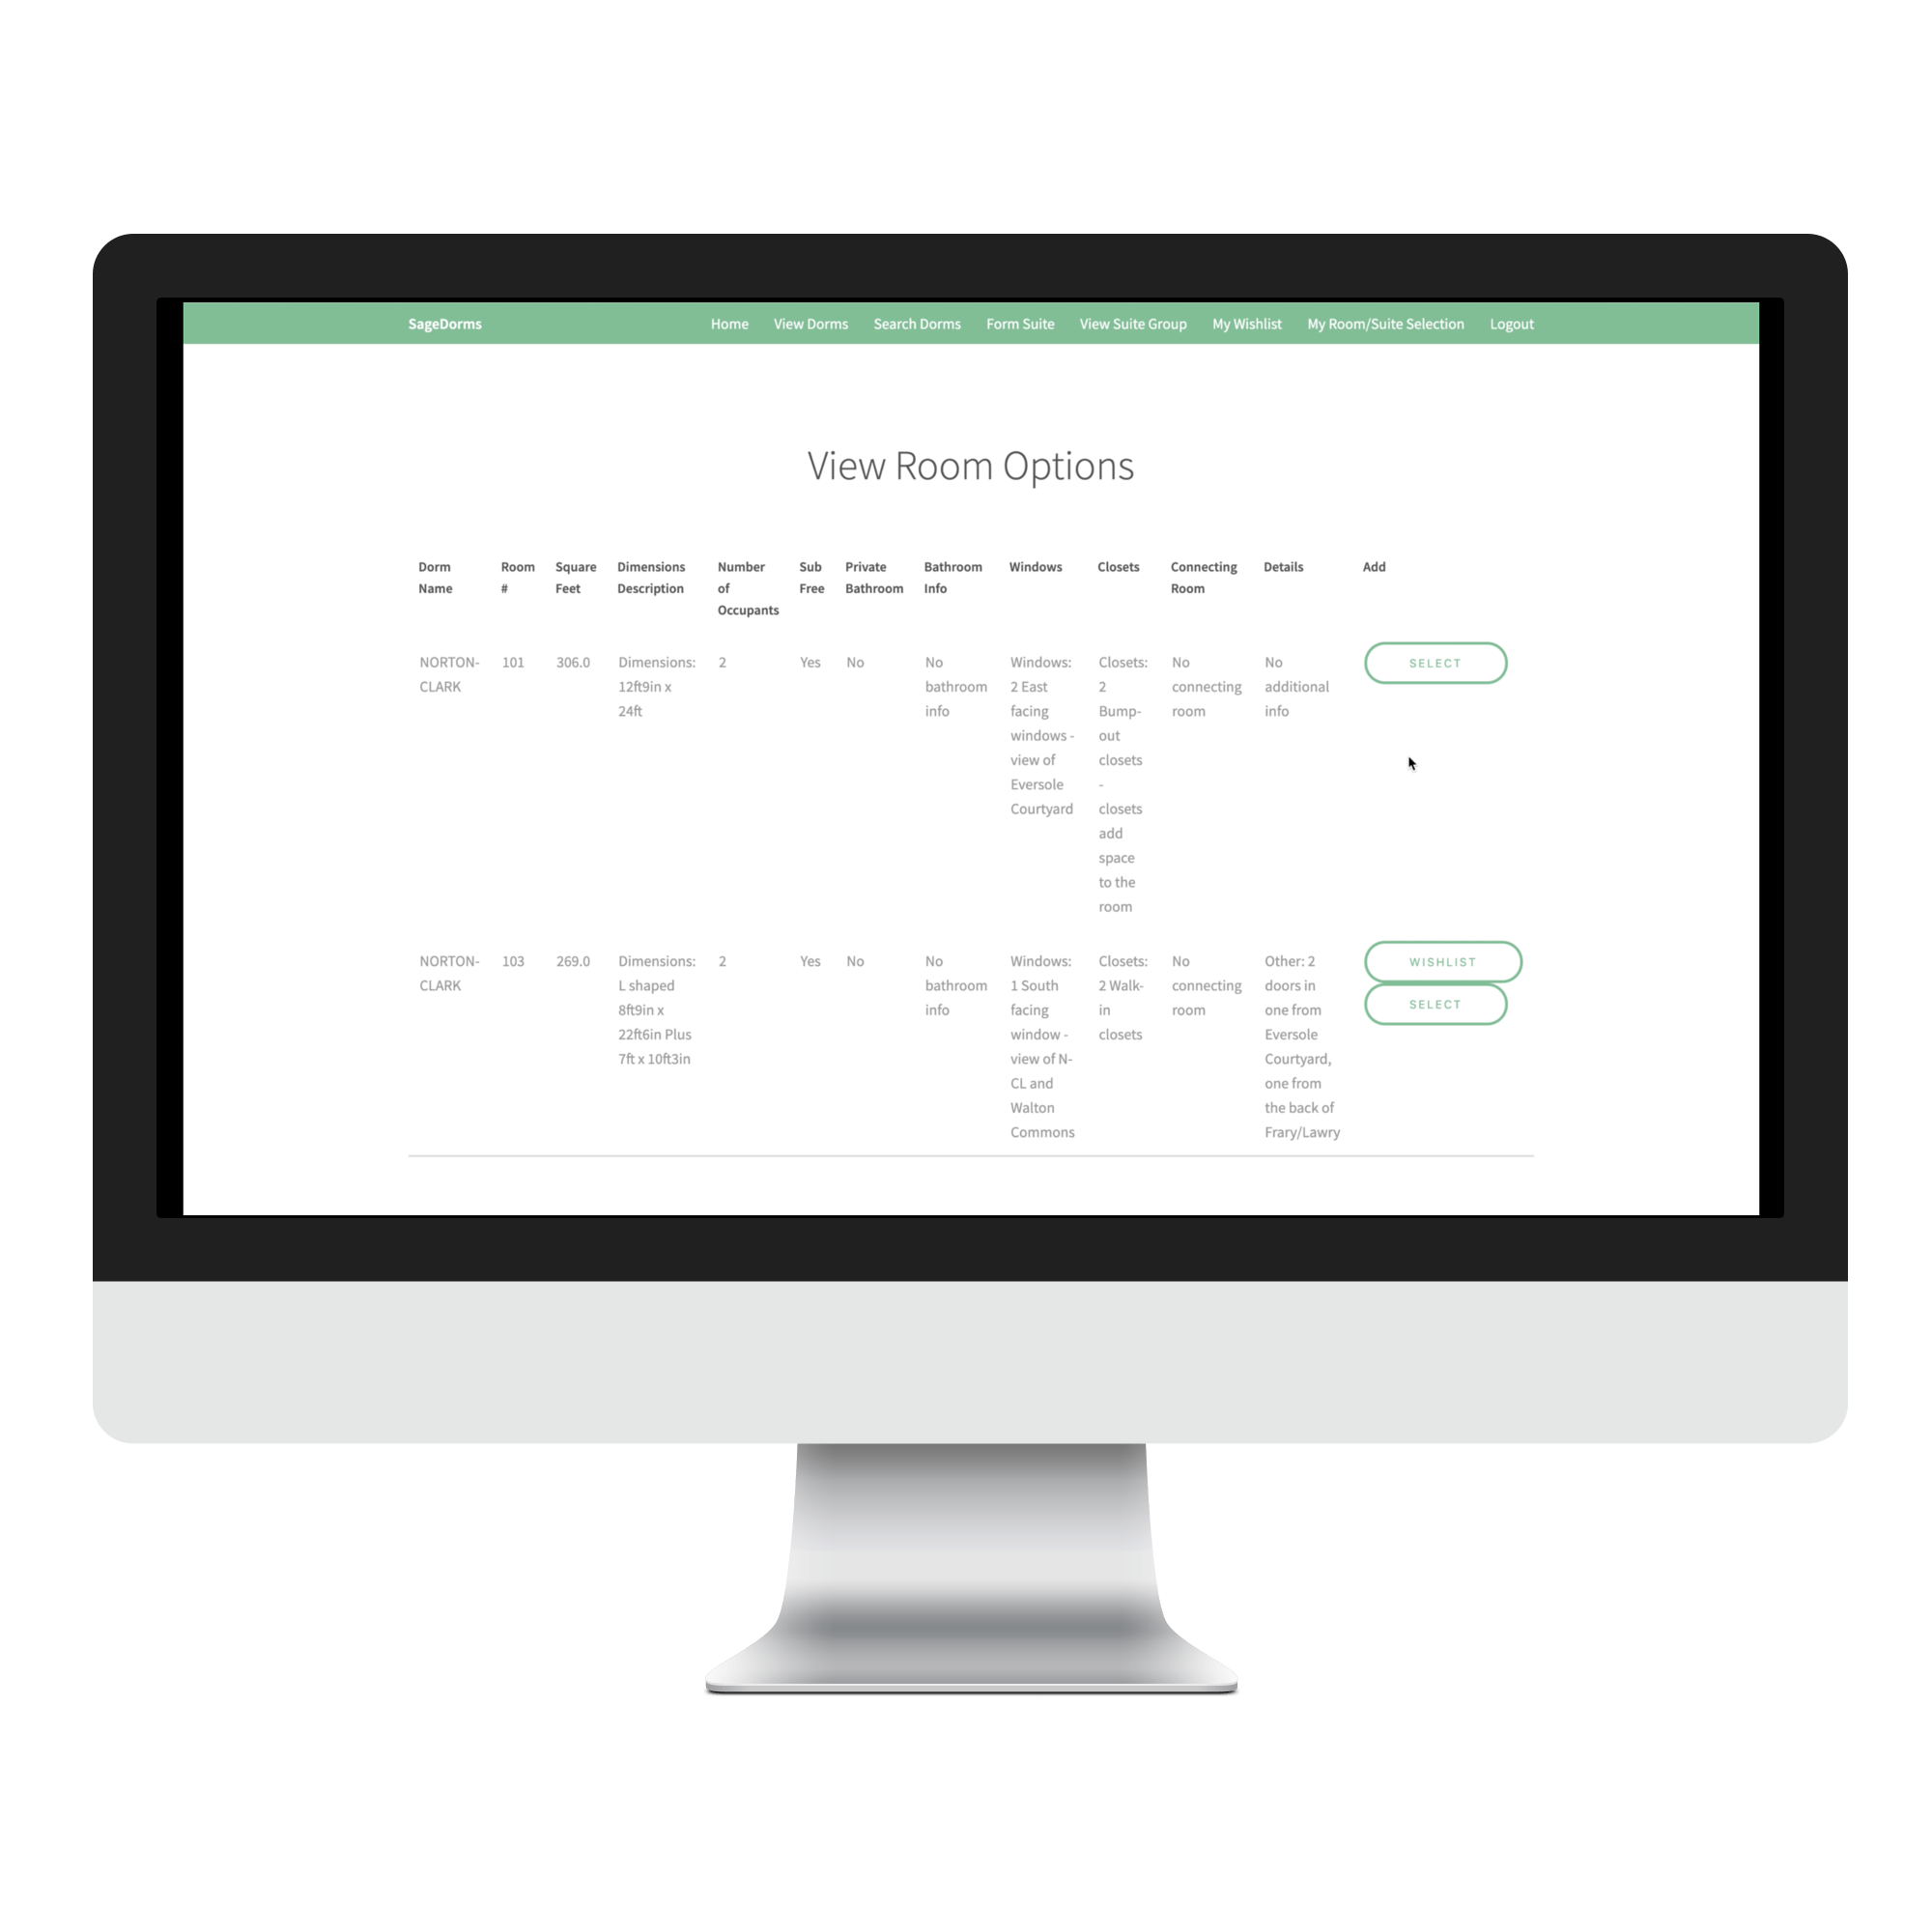 SageDorms Home View Dorms Search Dorms Form Suite View Suite Group My Wishlist My Room/Suite Selection Logout
View Room Options
Dorm Name
Room #
Square Feet
Dimensions Description
Number of Occupants
Sub Free
Private Bathroom
Bathroom Info
Windows
Closets
Connecting Room
Details
Add
NORTON-
CLARK
101
306.0
Dimensions:
12ft9in x
24ft
2
Yes
No
No
bathroom
info
Windows:
2 East
facing
windows -
view of
Eversole
Courtyard
Closets:
2
Bump-
out
closets
-
closets
add
space
to the
room
No
connecting
room
No
additional
info
SELECT
NORTON-
CLARK
103
269.0
Dimensions:
L shaped
8ft9in x
22ft6in Plus
7ft x 10ft3in
2
Yes
No
No
bathroom
info
Windows:
1 South
facing
window -
view of N-
CL and
Walton
Commons
Closets:
2 Walk-
in
closets
No
connecting
room
Other: 2
doors in
one from
Eversole
Courtyard,
one from
the back of
Frary/Lawry
WISHLIST
SELECT